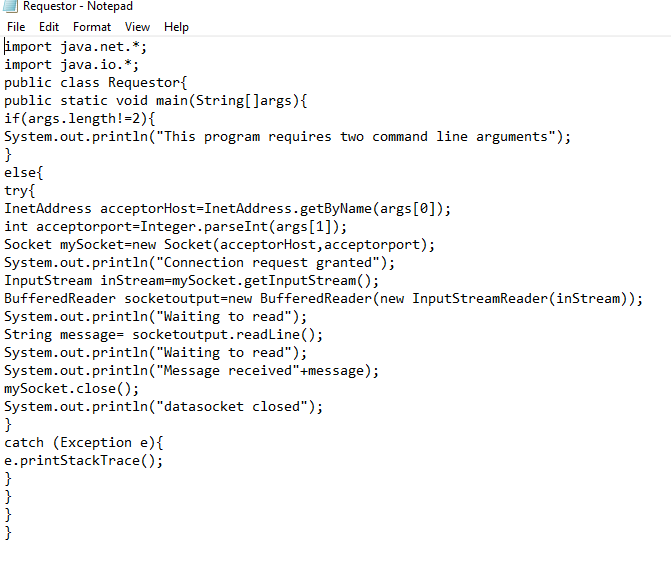 Requestor - Notepad
File Edit Format View Help
import java.net.*;
import java.io.*;
public class Requestor{
public static void main(String[]args){
if(args.length!=2){
System.out.println("This program requires two command line arguments");
}
else{
try{
InetAddress acceptorHost=InetAddress.getByName(args[0]);
int acceptorport=Integer.parseInt(args[1]);
Socket mySocket=new Socket(acceptorHost,acceptorport);
System.out.println("Connection request granted");
InputStream inStream=mySocket.getInputStream();
BufferedReader socketoutput=new BufferedReader(new InputStreamReader(inStream));
System.out.println("Waiting to read");
String message= socketoutput.readLine();
System.out.println("Waiting to read");
System.out.println("Message received"+message);
mySocket.close();
System.out.println("datasocket closed");
}
catch (Exception e){
e.printStackTrace();
}
}
}
}